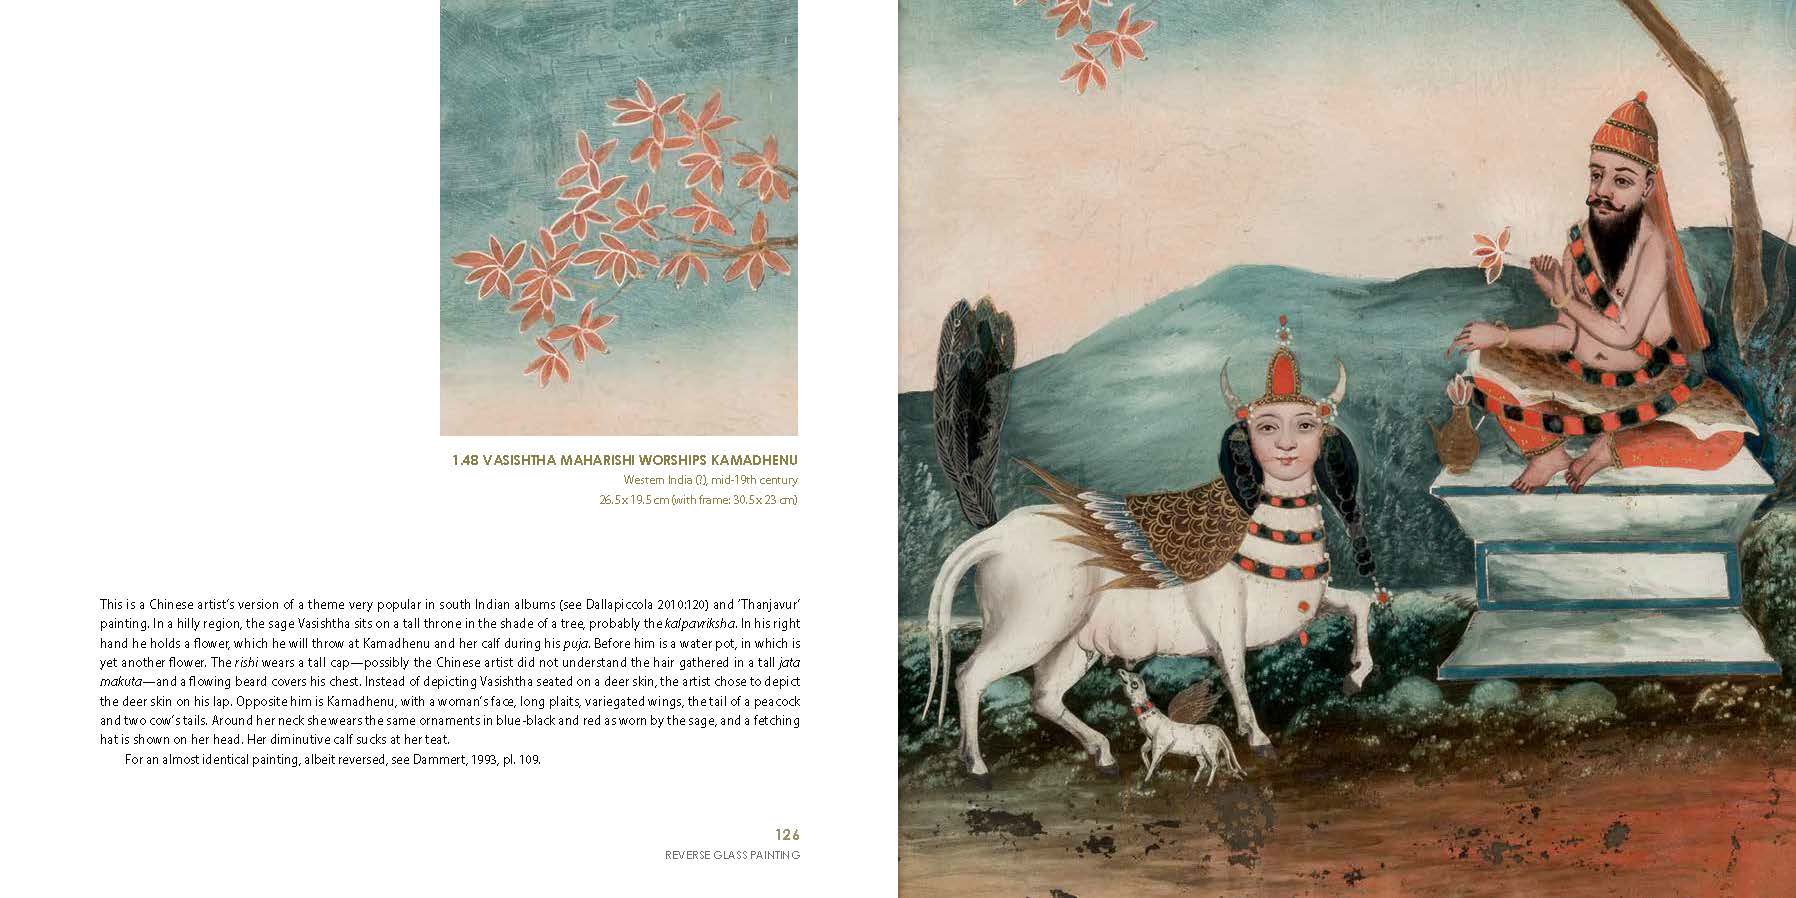 1.48 VASISHTHA MAHARISHI WORSHIPS KAMADHENU
Western India (?), mid-19th century
26.5 x 19.5 cm (with frame: 30.5 x 23 cm)
This is a Chinese artist's version of a theme very popular in south Indian albums (see Dallapiccola 2010:120) and 'Thanjavur'
painting. In a hilly region, the sage Vasishtha sits on a tall throne in the shade of a tree, probably the kalpavriksha. In his right
hand he holds a flower, which he will throw at Kamadhenu and her calf during his puja. Before him is a water pot, in which is
yet another flower. The rishi wears a tall cap—possibly the Chinese artist did not understand the hair gathered in a tall jata
makuta—and a flowing beard covers his chest. Instead of depicting Vasishtha seated on a deer skin, the artist chose to depict
the deer skin on his lap. Opposite him is Kamadhenu, with a woman's face, long plaits, variegated wings, the tail of a peacock
and two cow's tails. Around her neck she wears the same ornaments in blue-black and red as worn by the sage, and a fetching
hat is shown on her head. Her diminutive calf sucks at her teat.
For an almost identical painting, albeit reversed, see Dammert, 1993, pl. 109.
126
REVERSE GLASS PAINTING